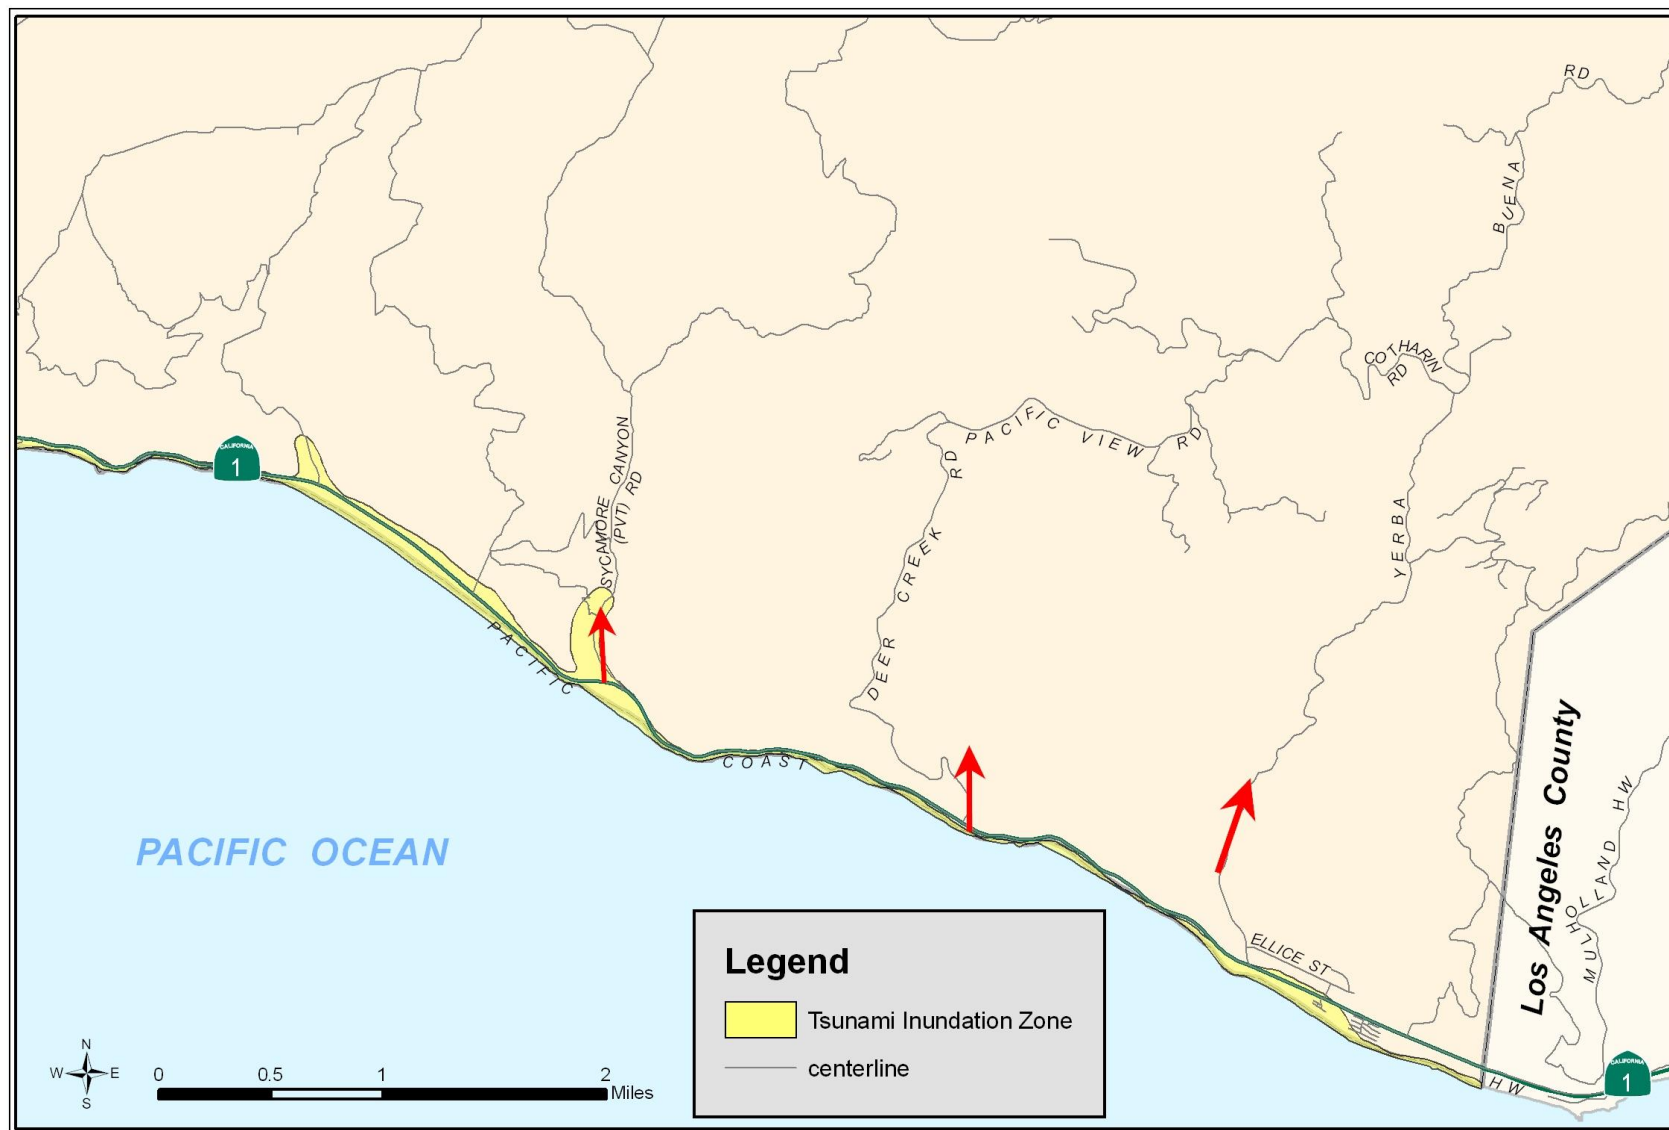 RD
BUENA
COTHARIN
RD
PACIFIC VIEW RD
SYCAMORE CANYON
(PVT) RD
DEER CREEK RD
YERBA
CALIFORNIA
1
PACIFIC
COAST
HW
ELLICE ST
MULHOLLAND HW
Los Angeles County
PACIFIC OCEAN
Legend
Tsunami Inundation Zone
centerline
N
W
E
S
0
0.5
1
2
Miles
CALIFORNIA
1